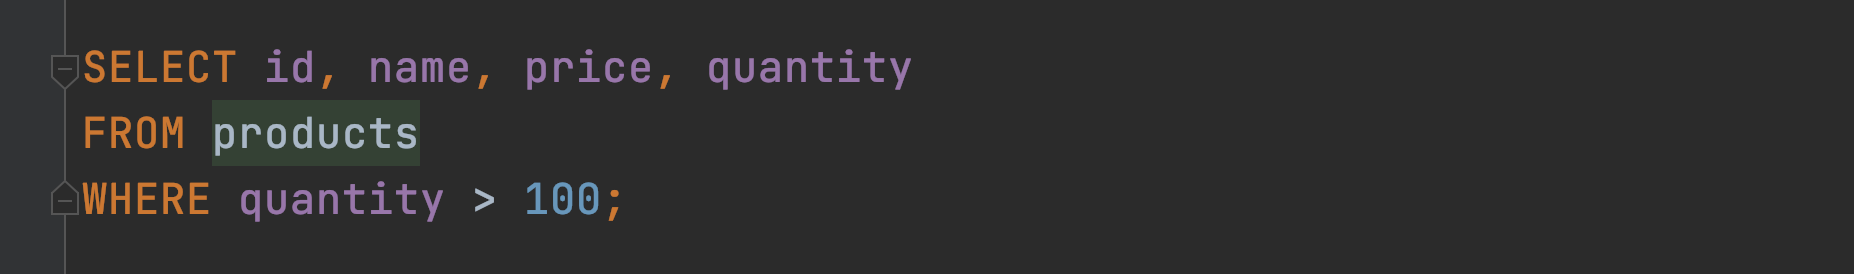 SELECT id, name, price, quantity
FROM products
WHERE quantity > 100;